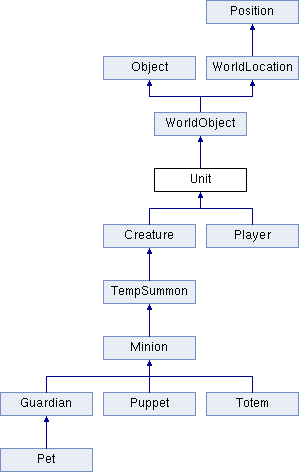 Position
Object
WorldLocation
WorldObject
Unit
Creature
Player
TempSummon
Minion
Guardian
Puppet
Totem
Pet